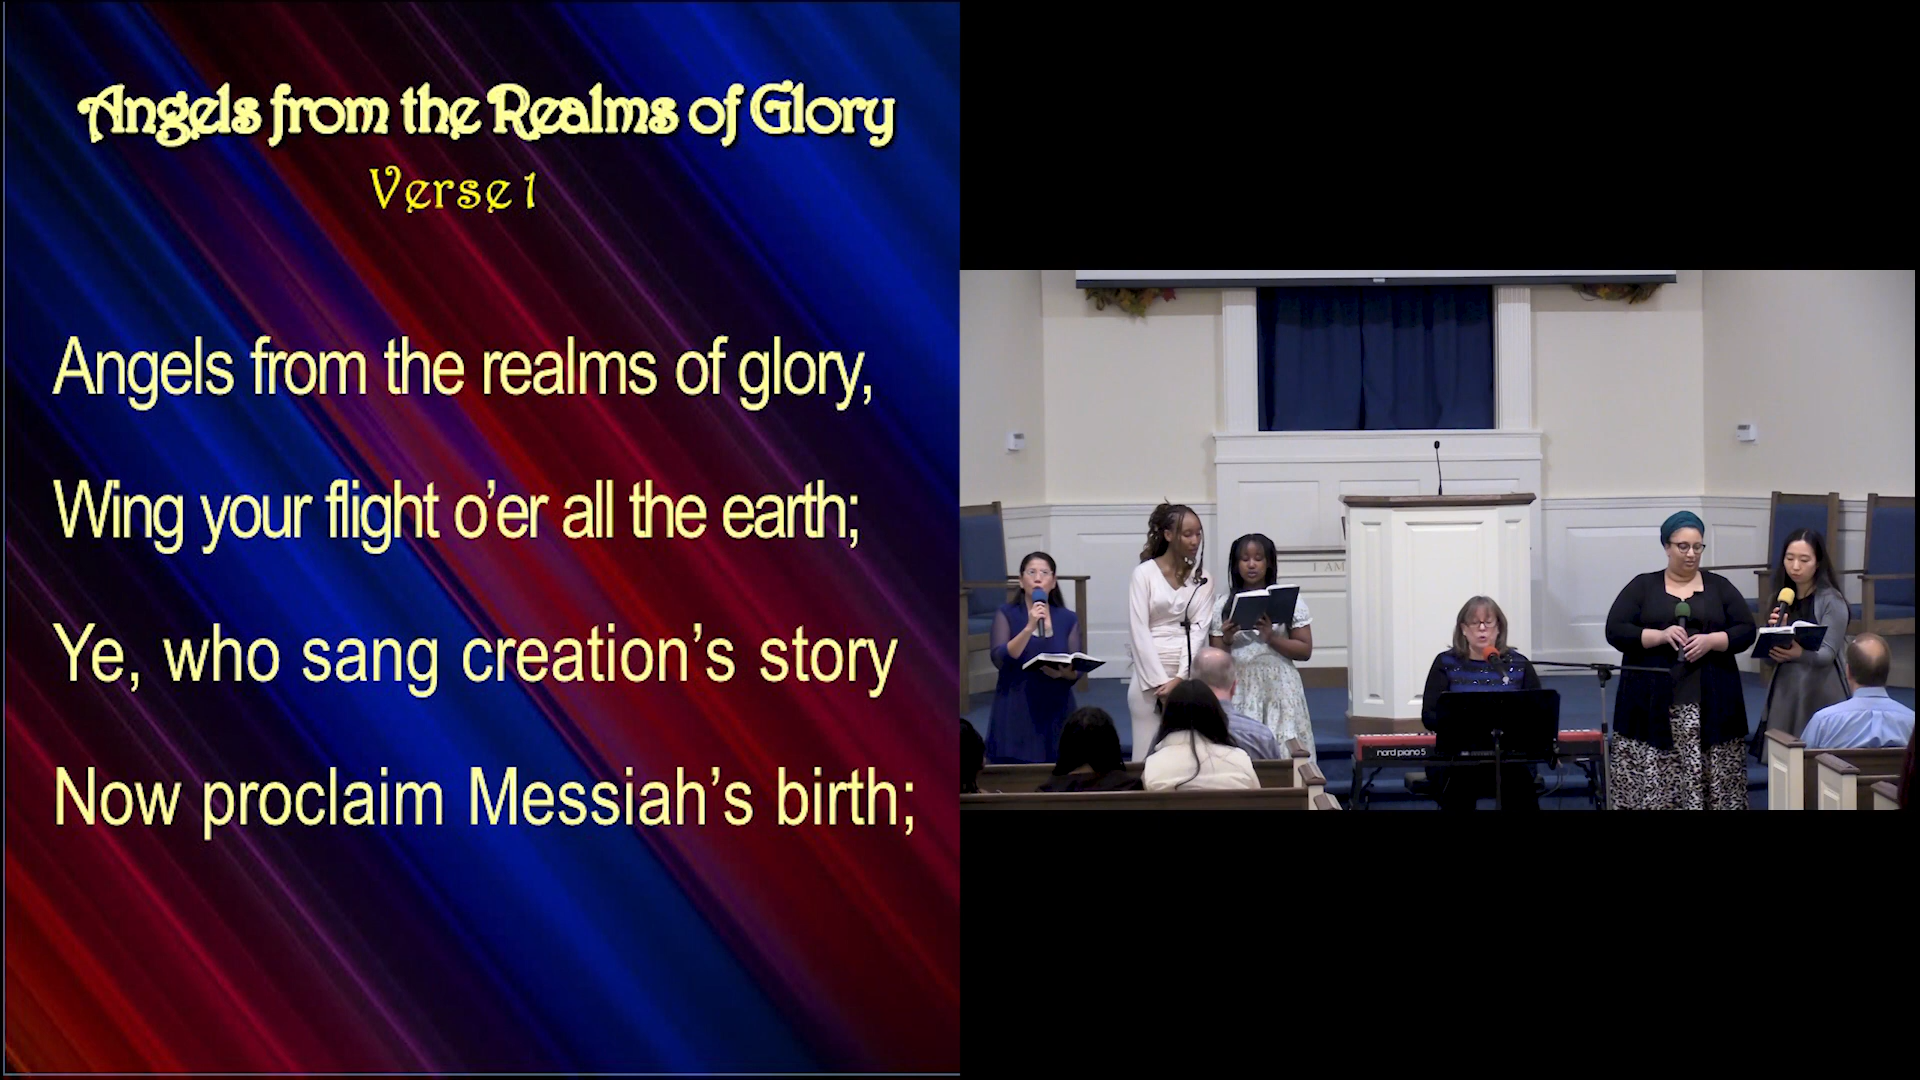 Angels from the Realms of Glory
Verse 1
Angels from the realms of glory,
Wing your flight o’er all the earth;
Ye, who sang creation’s story
Now proclaim Messiah’s birth;
I AM
nord piano 5